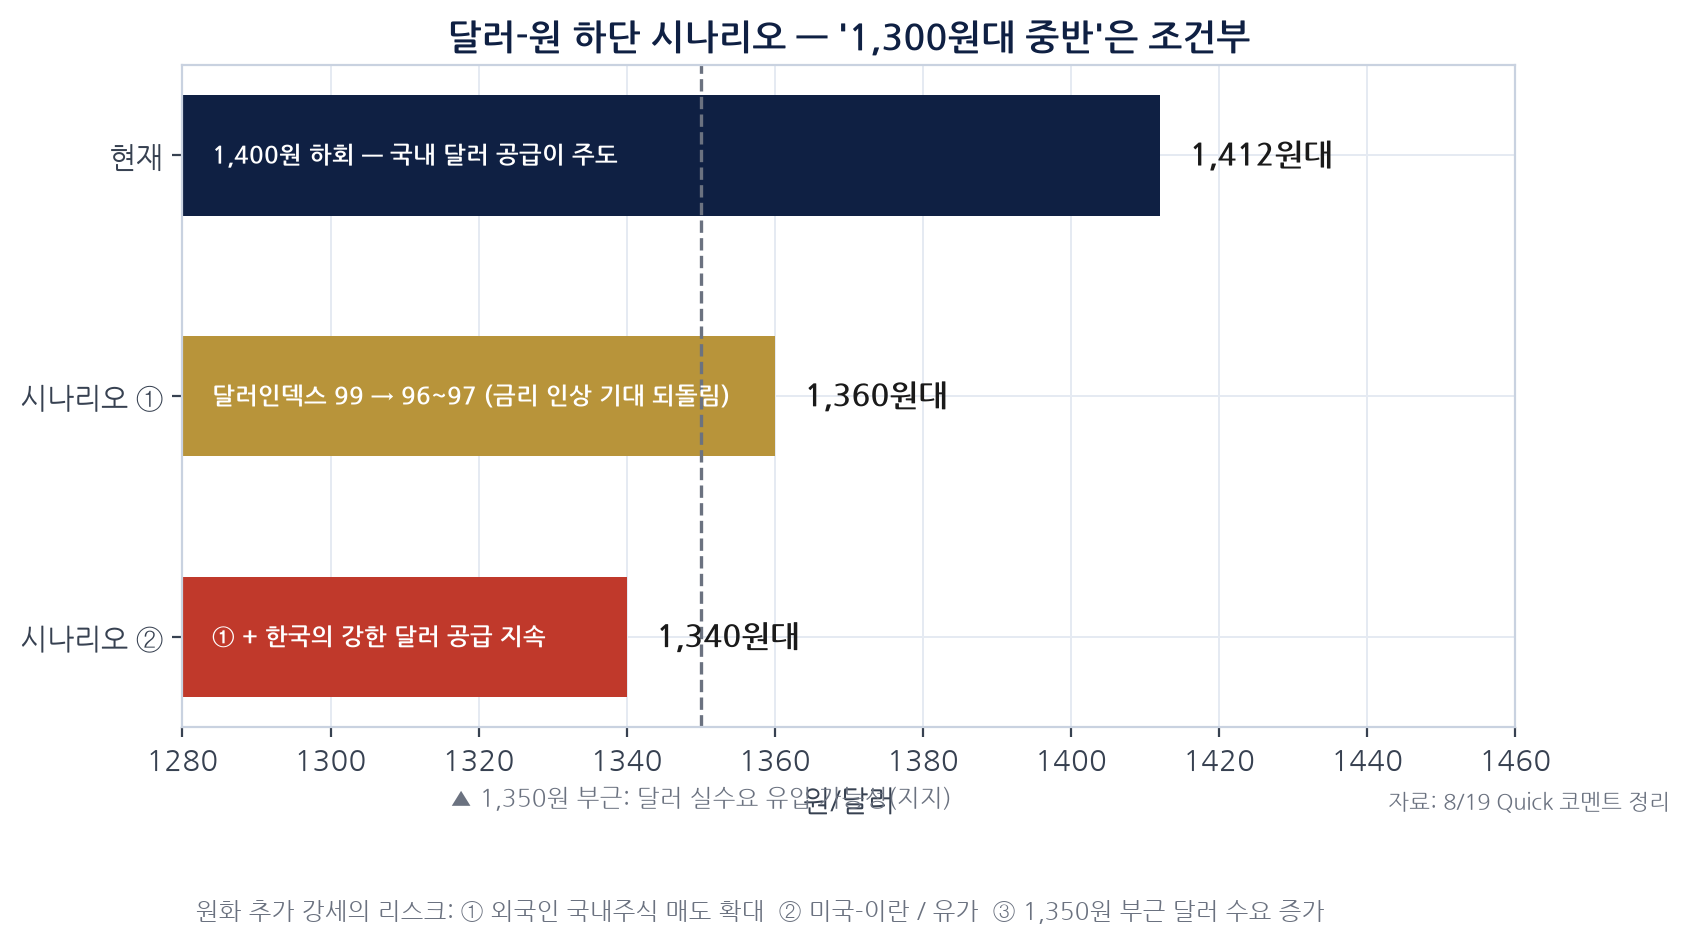 달러-원 하단 시나리오 — '1,300원대 중반'은 조건부
현재
1,400원 하회 — 국내 달러 공급이 주도
1,412원대
시나리오 ①
달러인덱스 99 → 96~97 (금리 인상 기대 되돌림)
1,360원대
시나리오 ②
① + 한국의 강한 달러 공급 지속
1,340원대
1280 1300 1320 1340 1360 1380 1400 1420 1440 1460
▲ 1,350원 부근: 달러 실수요 유입 (지지)
원/달러
자료: 8/19 Quick 코멘트 정리
원화 추가 강세의 리스크: ① 외국인 국내주식 매도 확대 ② 미국-이란 / 유가 ③ 1,350원 부근 달러 수요 증가